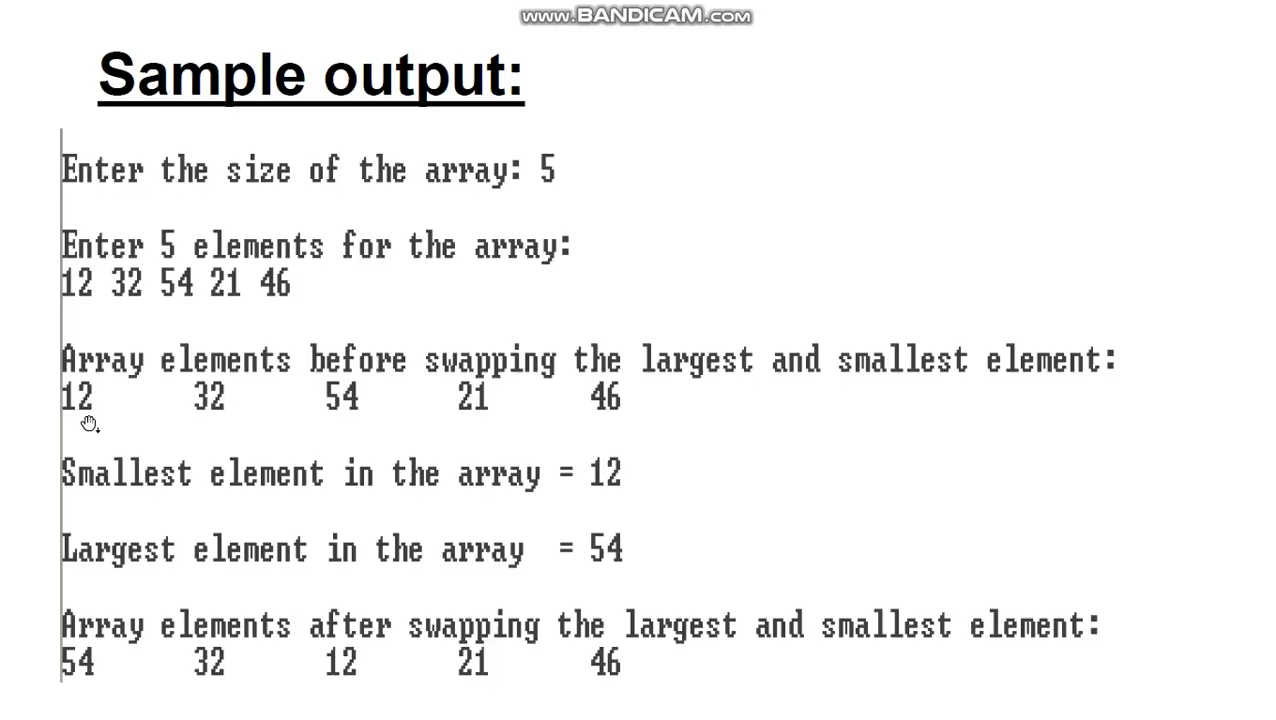 www.BANDICAM.com
Sample output:
Enter the size of the array: 5
Enter 5 elements for the array:
12 32 54 21 46
Array elements before swapping the largest and smallest element:
12 32 54 21 46
Smallest element in the array = 12
Largest element in the array = 54
Array elements after swapping the largest and smallest element:
54 32 12 21 46